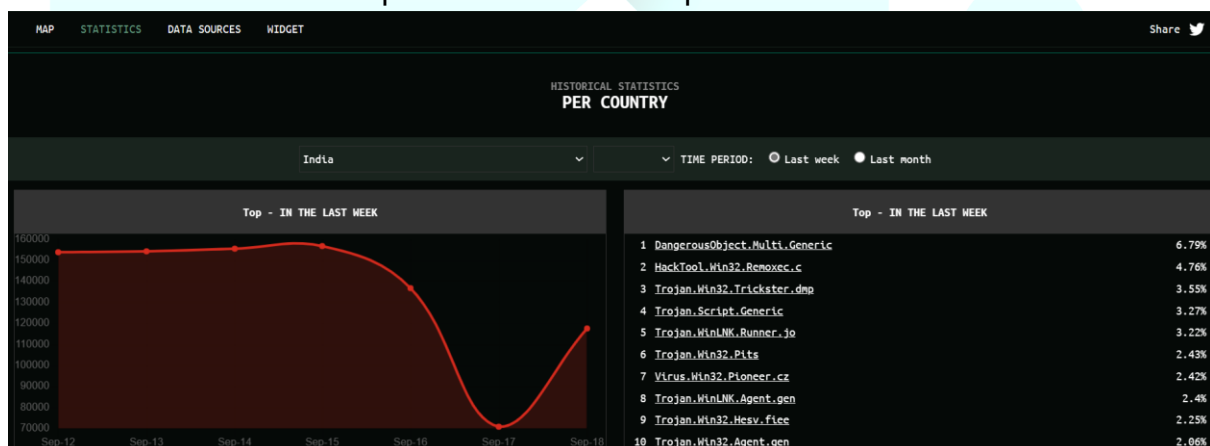 MAP STATISTICS DATA SOURCES WIDGET Share
HISTORICAL STATISTICS
PER COUNTRY
India TIME PERIOD: Last week Last month
Top - IN THE LAST WEEK
160000
150000
140000
130000
120000
110000
100000
90000
80000
70000
Sep-12 Sep-13 Sep-14 Sep-15 Sep-16 Sep-17 Sep-18
Top - IN THE LAST WEEK
1 DangerousObject.Multi.Generic 6.79%
2 HackTool.Win32.Remoxec.c 4.76%
3 Trojan.Win32.Trickster.dmp 3.55%
4 Trojan.Script.Generic 3.27%
5 Trojan.WinLNK.Runner.jo 3.22%
6 Trojan.Win32.Pits 2.43%
7 Virus.Win32.Pioneer.cz 2.42%
8 Trojan.WinLNK.Agent.gen 2.4%
9 Trojan.Win32.Hesv.fiee 2.25%
10 Trojan.Win32.Agent.gen 2.06%